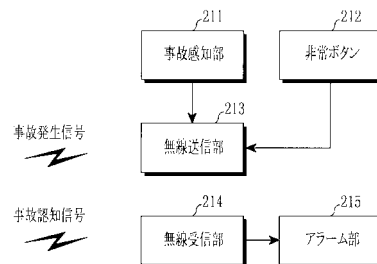 211
212
事故感知部
非常ボタン
213
事故発生信号
無線送信部
事故認知信号
214
215
無線受信部
アラーム部